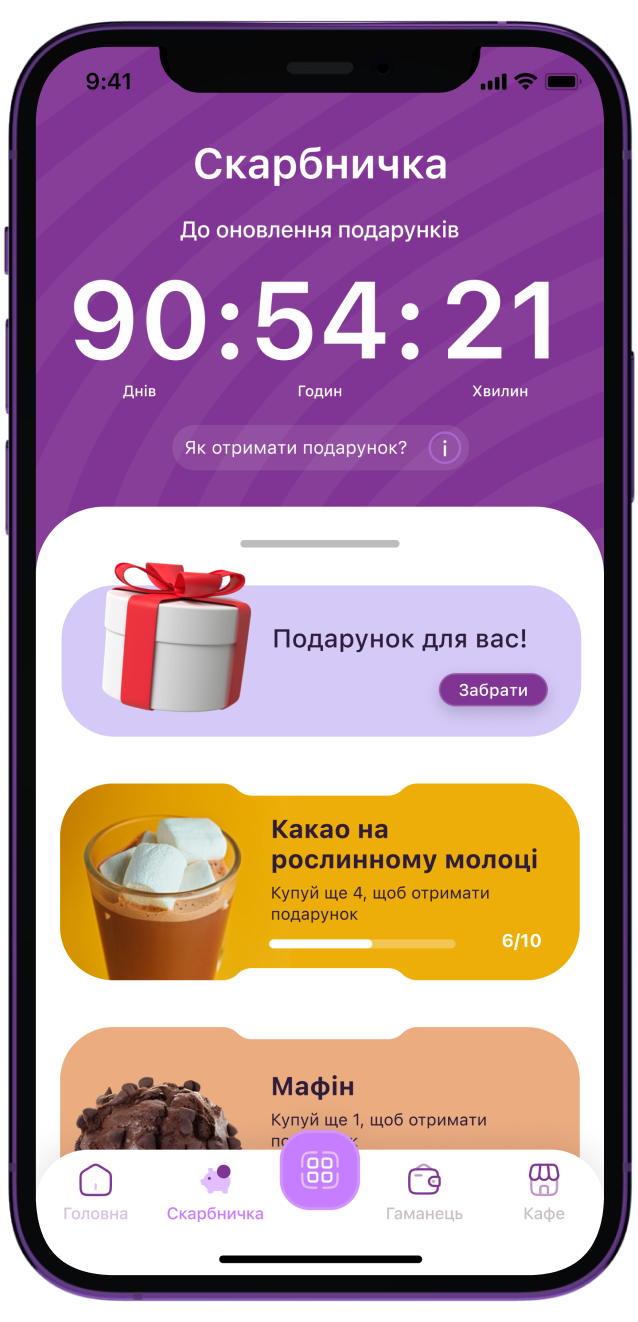 9:41
Скарбничка
До оновлення подарунків
90:54:21
Днів Годин Хвилин
Як отримати подарунок? i
Подарунок для вас!
Забрати
Какао на
рослинному молоці
Купуй ще 4, щоб отримати
подарунок
6/10
Мафін
Купуй ще 1, щоб отримати
Головна Скарбничка Гаманець Кафе